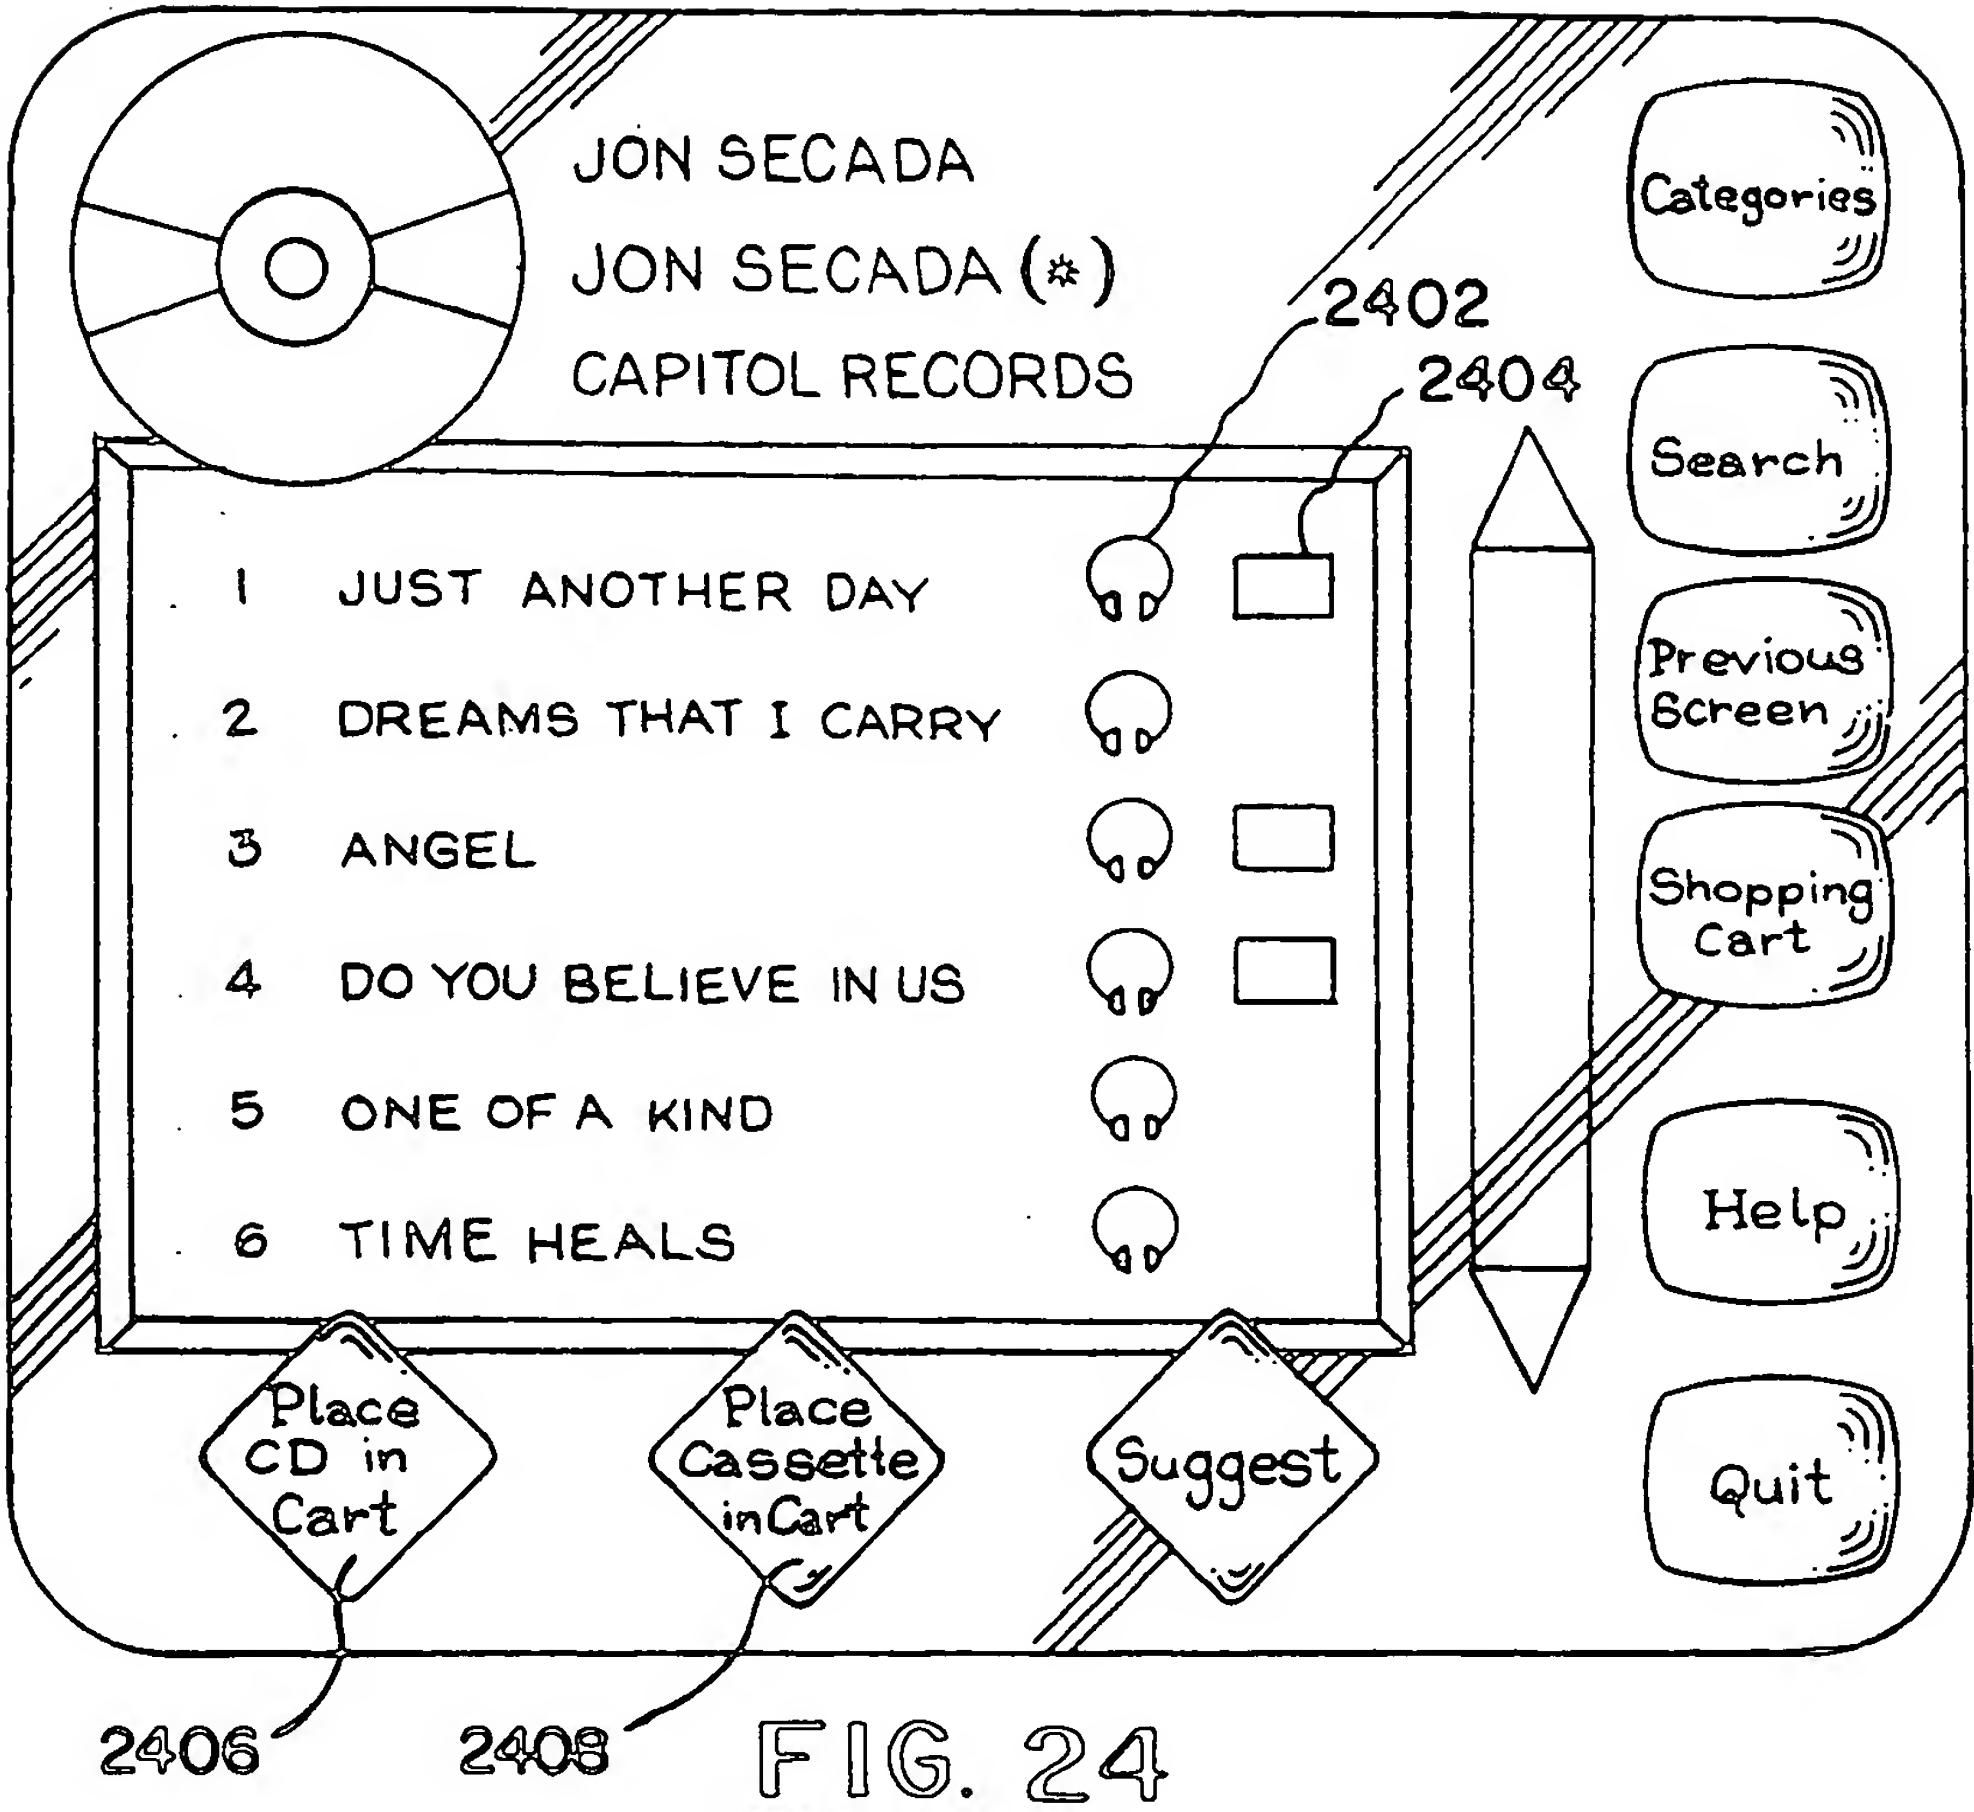 JON SECADA
JON SECADA (*)
CAPITOL RECORDS
2402
2404
1 JUST ANOTHER DAY
2 DREAMS THAT I CARRY
3 ANGEL
4 DO YOU BELIEVE IN US
5 ONE OF A KIND
6 TIME HEALS
Categories
Search
Previous
Screen
Shopping
Cart
Help
Quit
Place
CD in
Cart
Place
Cassette
in Cart
Suggest
2406
2408
FIG. 24